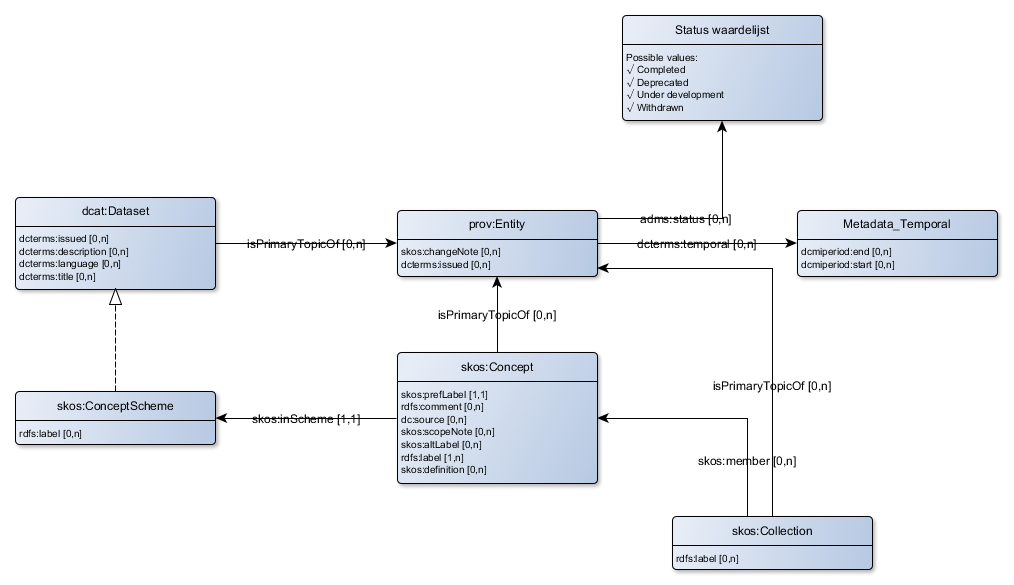 Status waardelijst
Possible values:
√ Completed
√ Deprecated
√ Under development
√ Withdrawn
dcat:Dataset
dcterms:issued [0,n]
dcterms:description [0,n]
dcterms:language [0,n]
dcterms:title [0,n]
isPrimaryTopicOf [0,n]
prov:Entity
skos:changeNote [0,n]
dcterms:issued [0,n]
adms:status [0,n]
dcterms:temporal [0,n]
Metadata_Temporal
dcmiperiod:end [0,n]
dcmiperiod:start [0,n]
isPrimaryTopicOf [0,n]
skos:Concept
skos:prefLabel [1,1]
rdfs:comment [0,n]
dc:source [0,n]
skos:scopeNote [0,n]
skos:altLabel [0,n]
rdfs:label [1,n]
skos:definition [0,n]
isPrimaryTopicOf [0,n]
skos:ConceptScheme
rdfs:label [0,n]
skos:inScheme [1,1]
skos:member [0,n]
skos:Collection
rdfs:label [0,n]